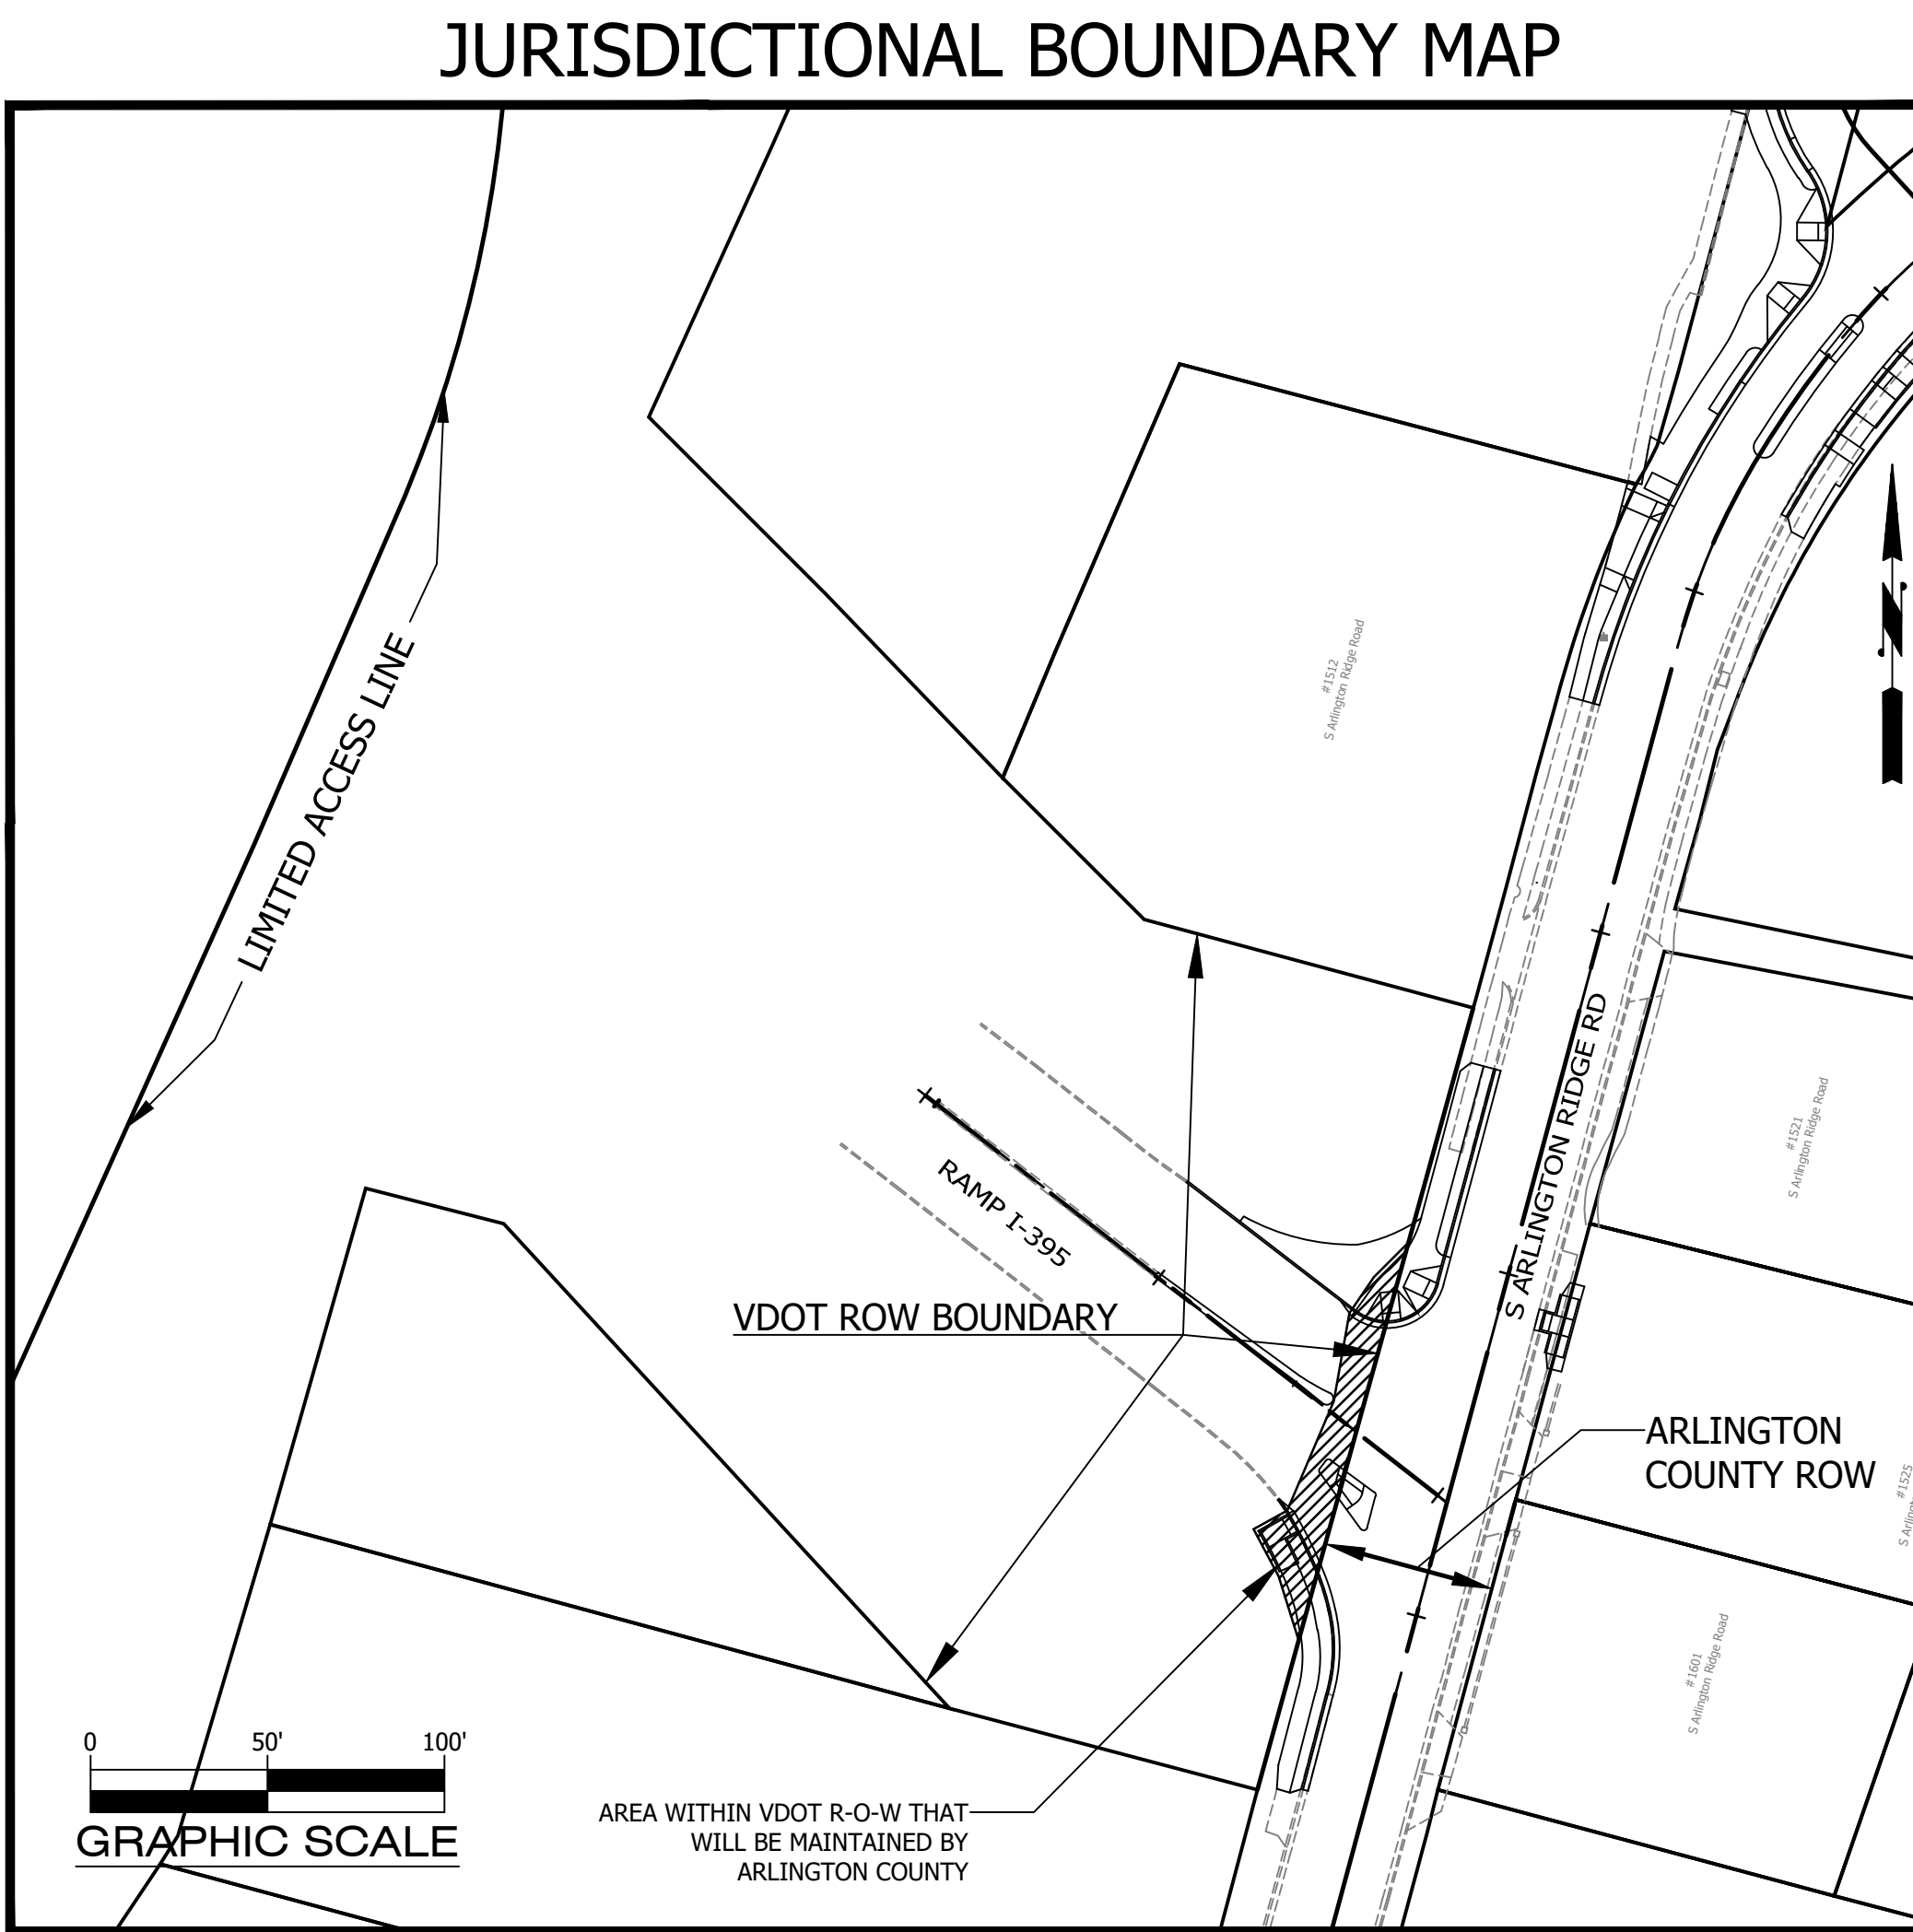 JURISDICTIONAL BOUNDARY MAP
#1512
S Arlington Ridge Road
LIMITED ACCESS LINE
N
S ARLINGTON RIDGE RD
#1521
S Arlington Ridge Road
RAMP I-395
VDOT ROW BOUNDARY
ARLINGTON
COUNTY ROW
#1525
#1601
S Arlington Ridge Road
0 50' 100'
GRAPHIC SCALE
AREA WITHIN VDOT R-O-W THAT
WILL BE MAINTAINED BY
ARLINGTON COUNTY